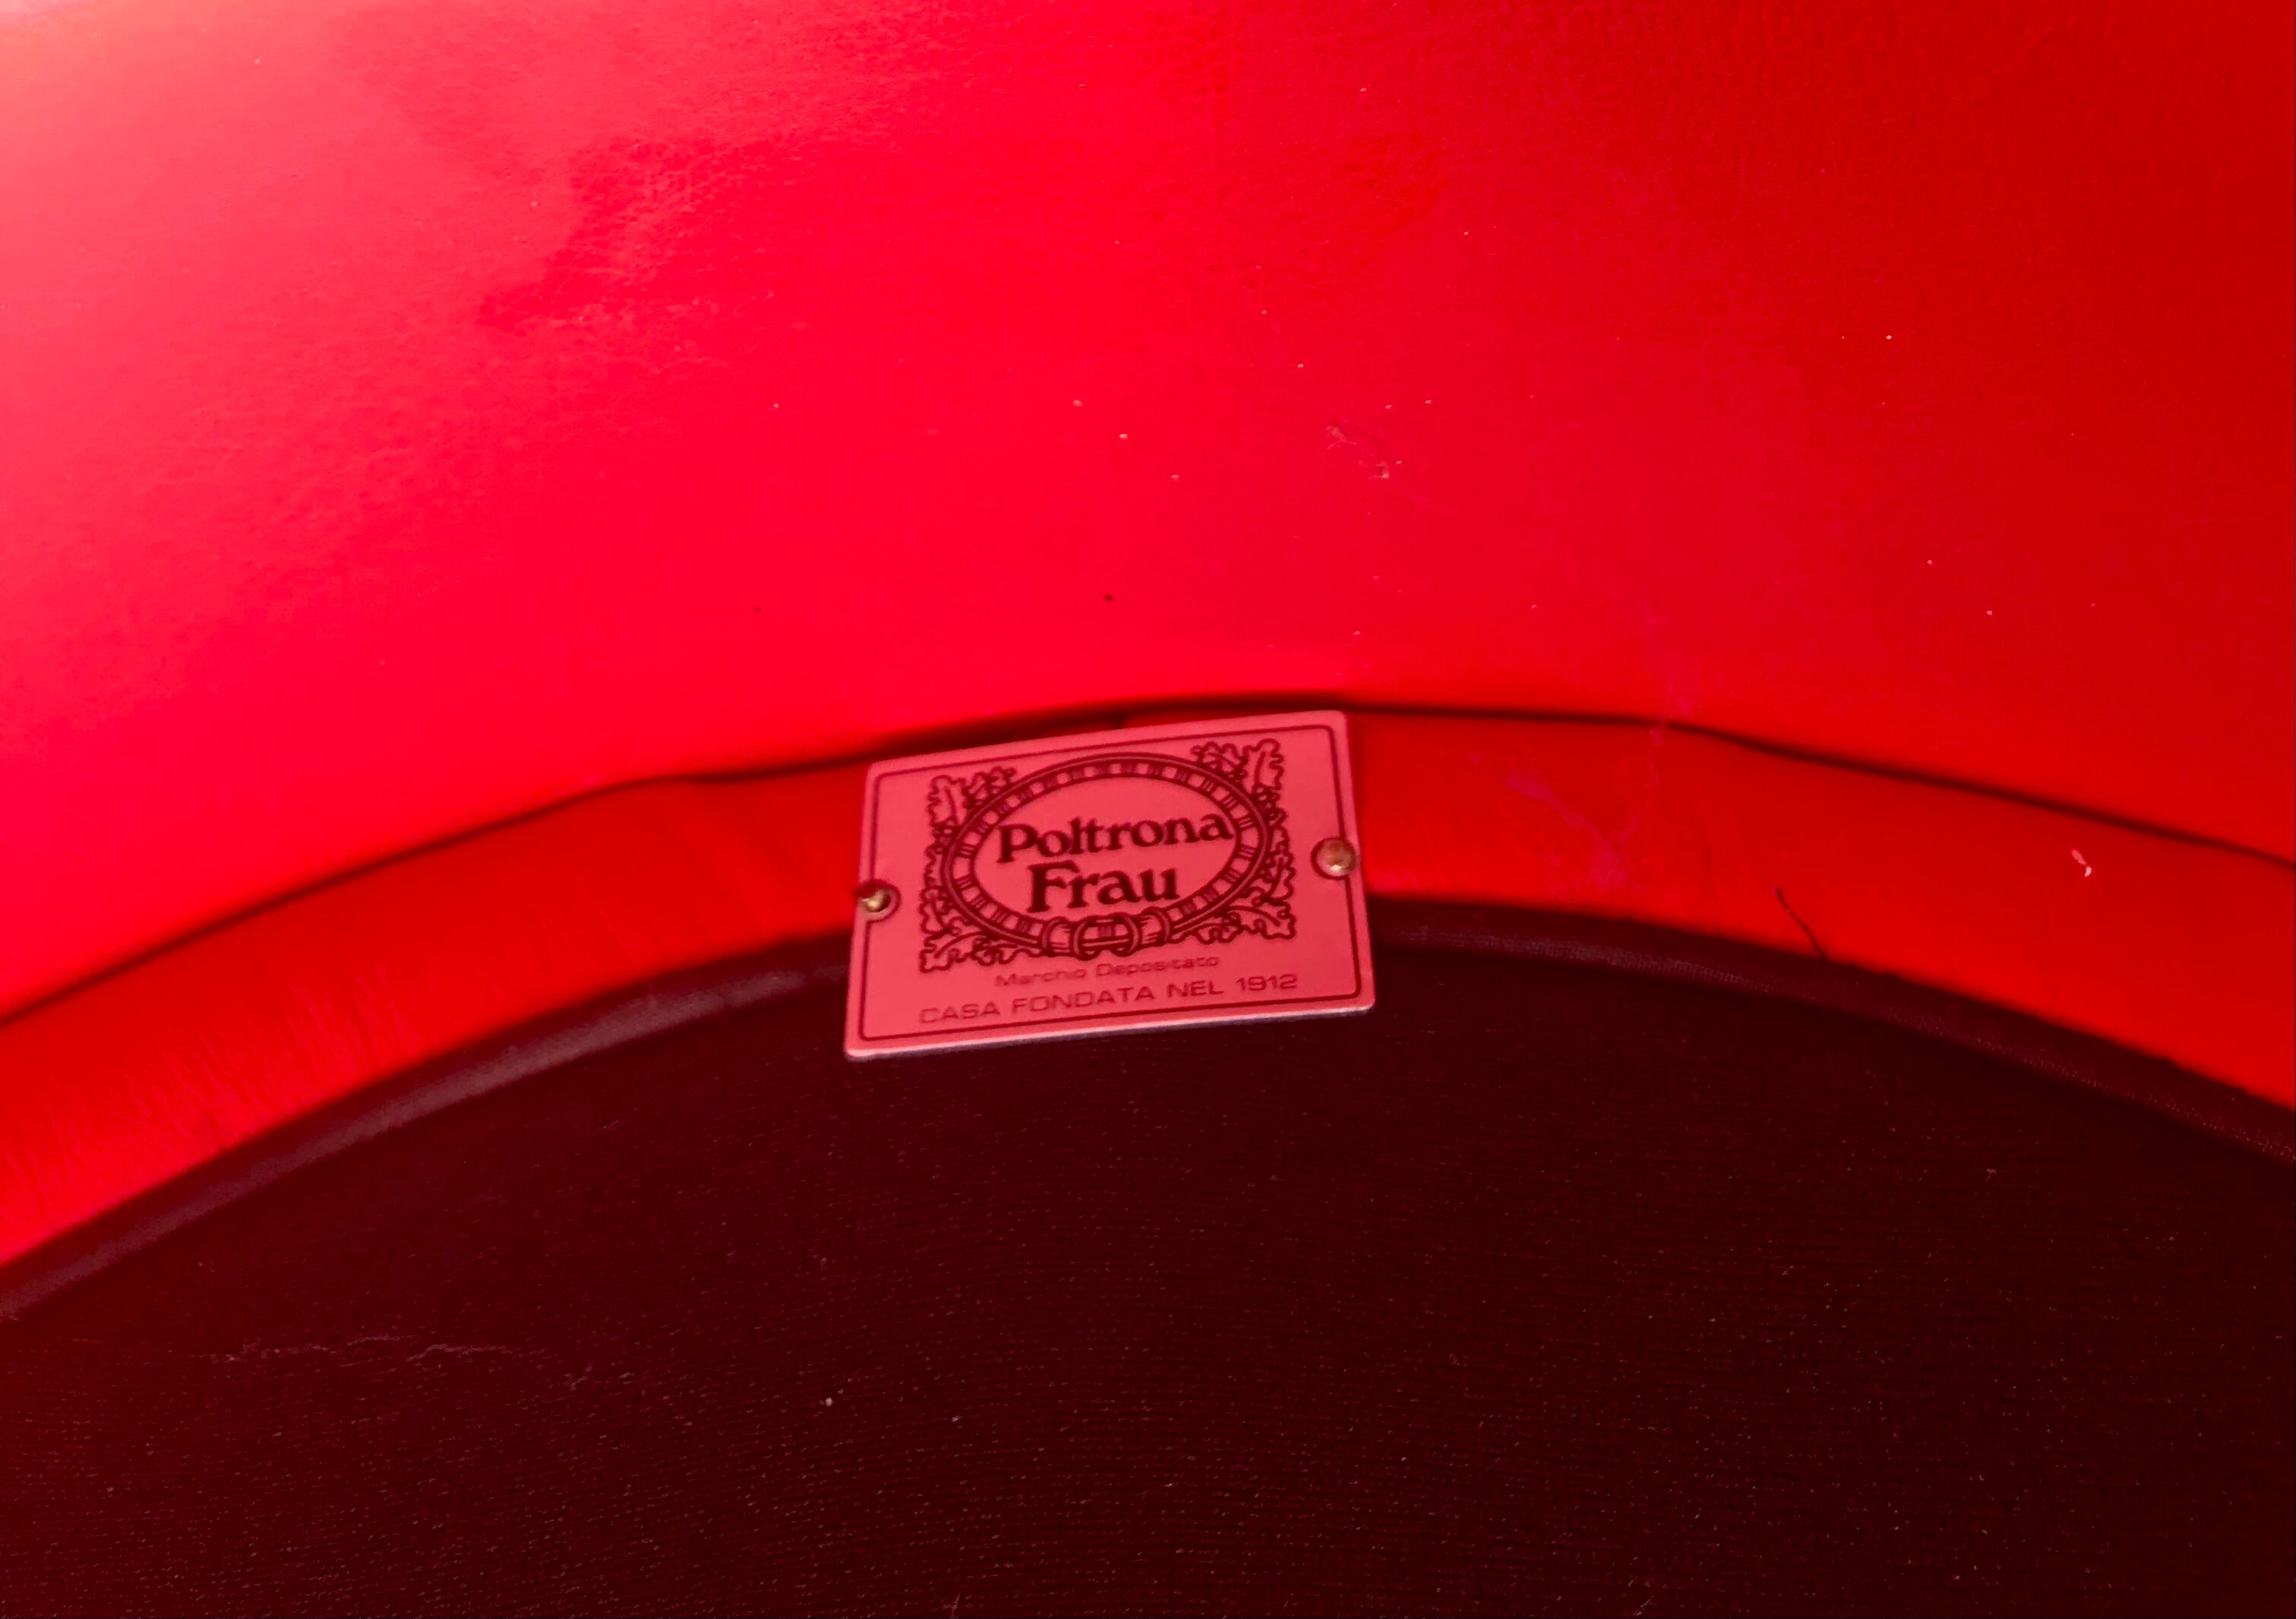 Poltrona
Frau
Marchio Depositato
CASA FONDATA NEL 1912